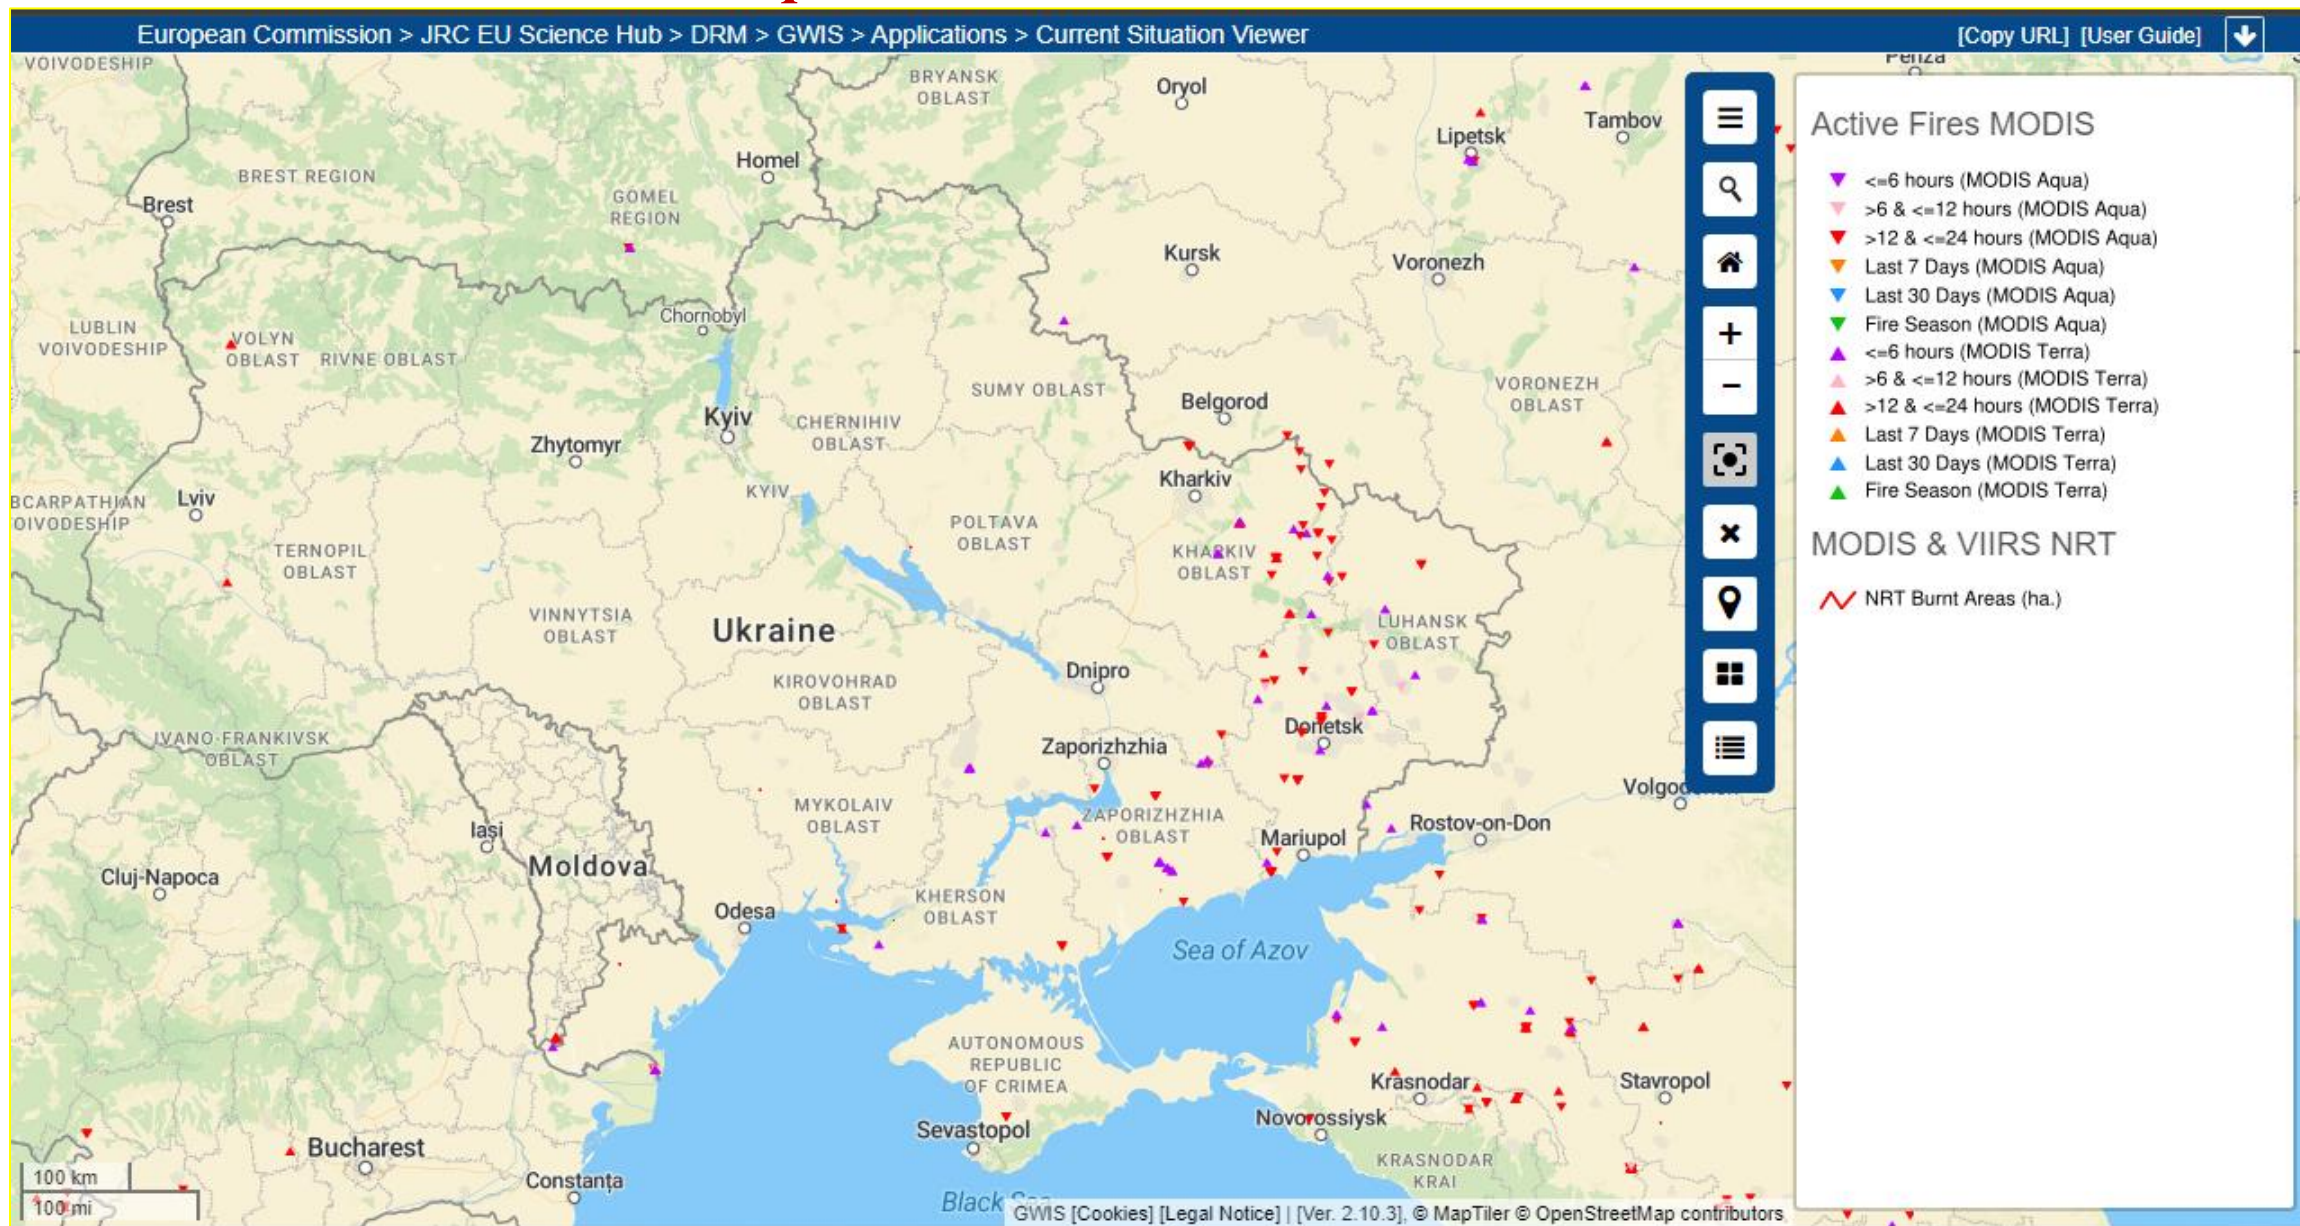 European Commission > JRC EU Science Hub > DRM > GWIS > Applications > Current Situation Viewer
[Copy URL] [User Guide]
VOIVODESHIP
BRYANSK
OBLAST
Oryol
Penza
Tambov
Lipetsk
Homel
BREST REGION
GOMEL
REGION
Brest
Kursk
Voronezh
Chornobyl
LUBLIN
VOIVODESHIP
VOLYN
OBLAST
RIVNE OBLAST
SUMY OBLAST
VORONEZH
OBLAST
Belgorod
Kyiv
CHERNIHIV
OBLAST
Zhytomyr
Kharkiv
KYIV
BCARPATHIAN
OIVODESHIP
Lviv
POLTAVA
OBLAST
TERNOPIL
OBLAST
KHARKIV
OBLAST
VINNYTSIA
OBLAST
Ukraine
LUHANSK
OBLAST
Dnipro
KIROVOHRAD
OBLAST
Donetsk
IVANO-FRANKIVSK
OBLAST
Zaporizhzhia
MYKOLAIV
OBLAST
ZAPORIZHZHIA
OBLAST
Iași
Mariupol
Rostov-on-Don
Moldova
Cluj-Napoca
KHERSON
OBLAST
Odesa
Sea of Azov
AUTONOMOUS
REPUBLIC
OF CRIMEA
Krasnodar
Stavropol
Novorossiysk
Sevastopol
Bucharest
KRASNODAR
KRAI
Constanța
Black Sea
100 km
100 mi
GWIS [Cookies] [Legal Notice] | [Ver. 2.10.3], © MapTiler © OpenStreetMap contributors
Active Fires MODIS
<=6 hours (MODIS Aqua)
>6 & <=12 hours (MODIS Aqua)
>12 & <=24 hours (MODIS Aqua)
Last 7 Days (MODIS Aqua)
Last 30 Days (MODIS Aqua)
Fire Season (MODIS Aqua)
<=6 hours (MODIS Terra)
>6 & <=12 hours (MODIS Terra)
>12 & <=24 hours (MODIS Terra)
Last 7 Days (MODIS Terra)
Last 30 Days (MODIS Terra)
Fire Season (MODIS Terra)
MODIS & VIIRS NRT
NRT Burnt Areas (ha.)